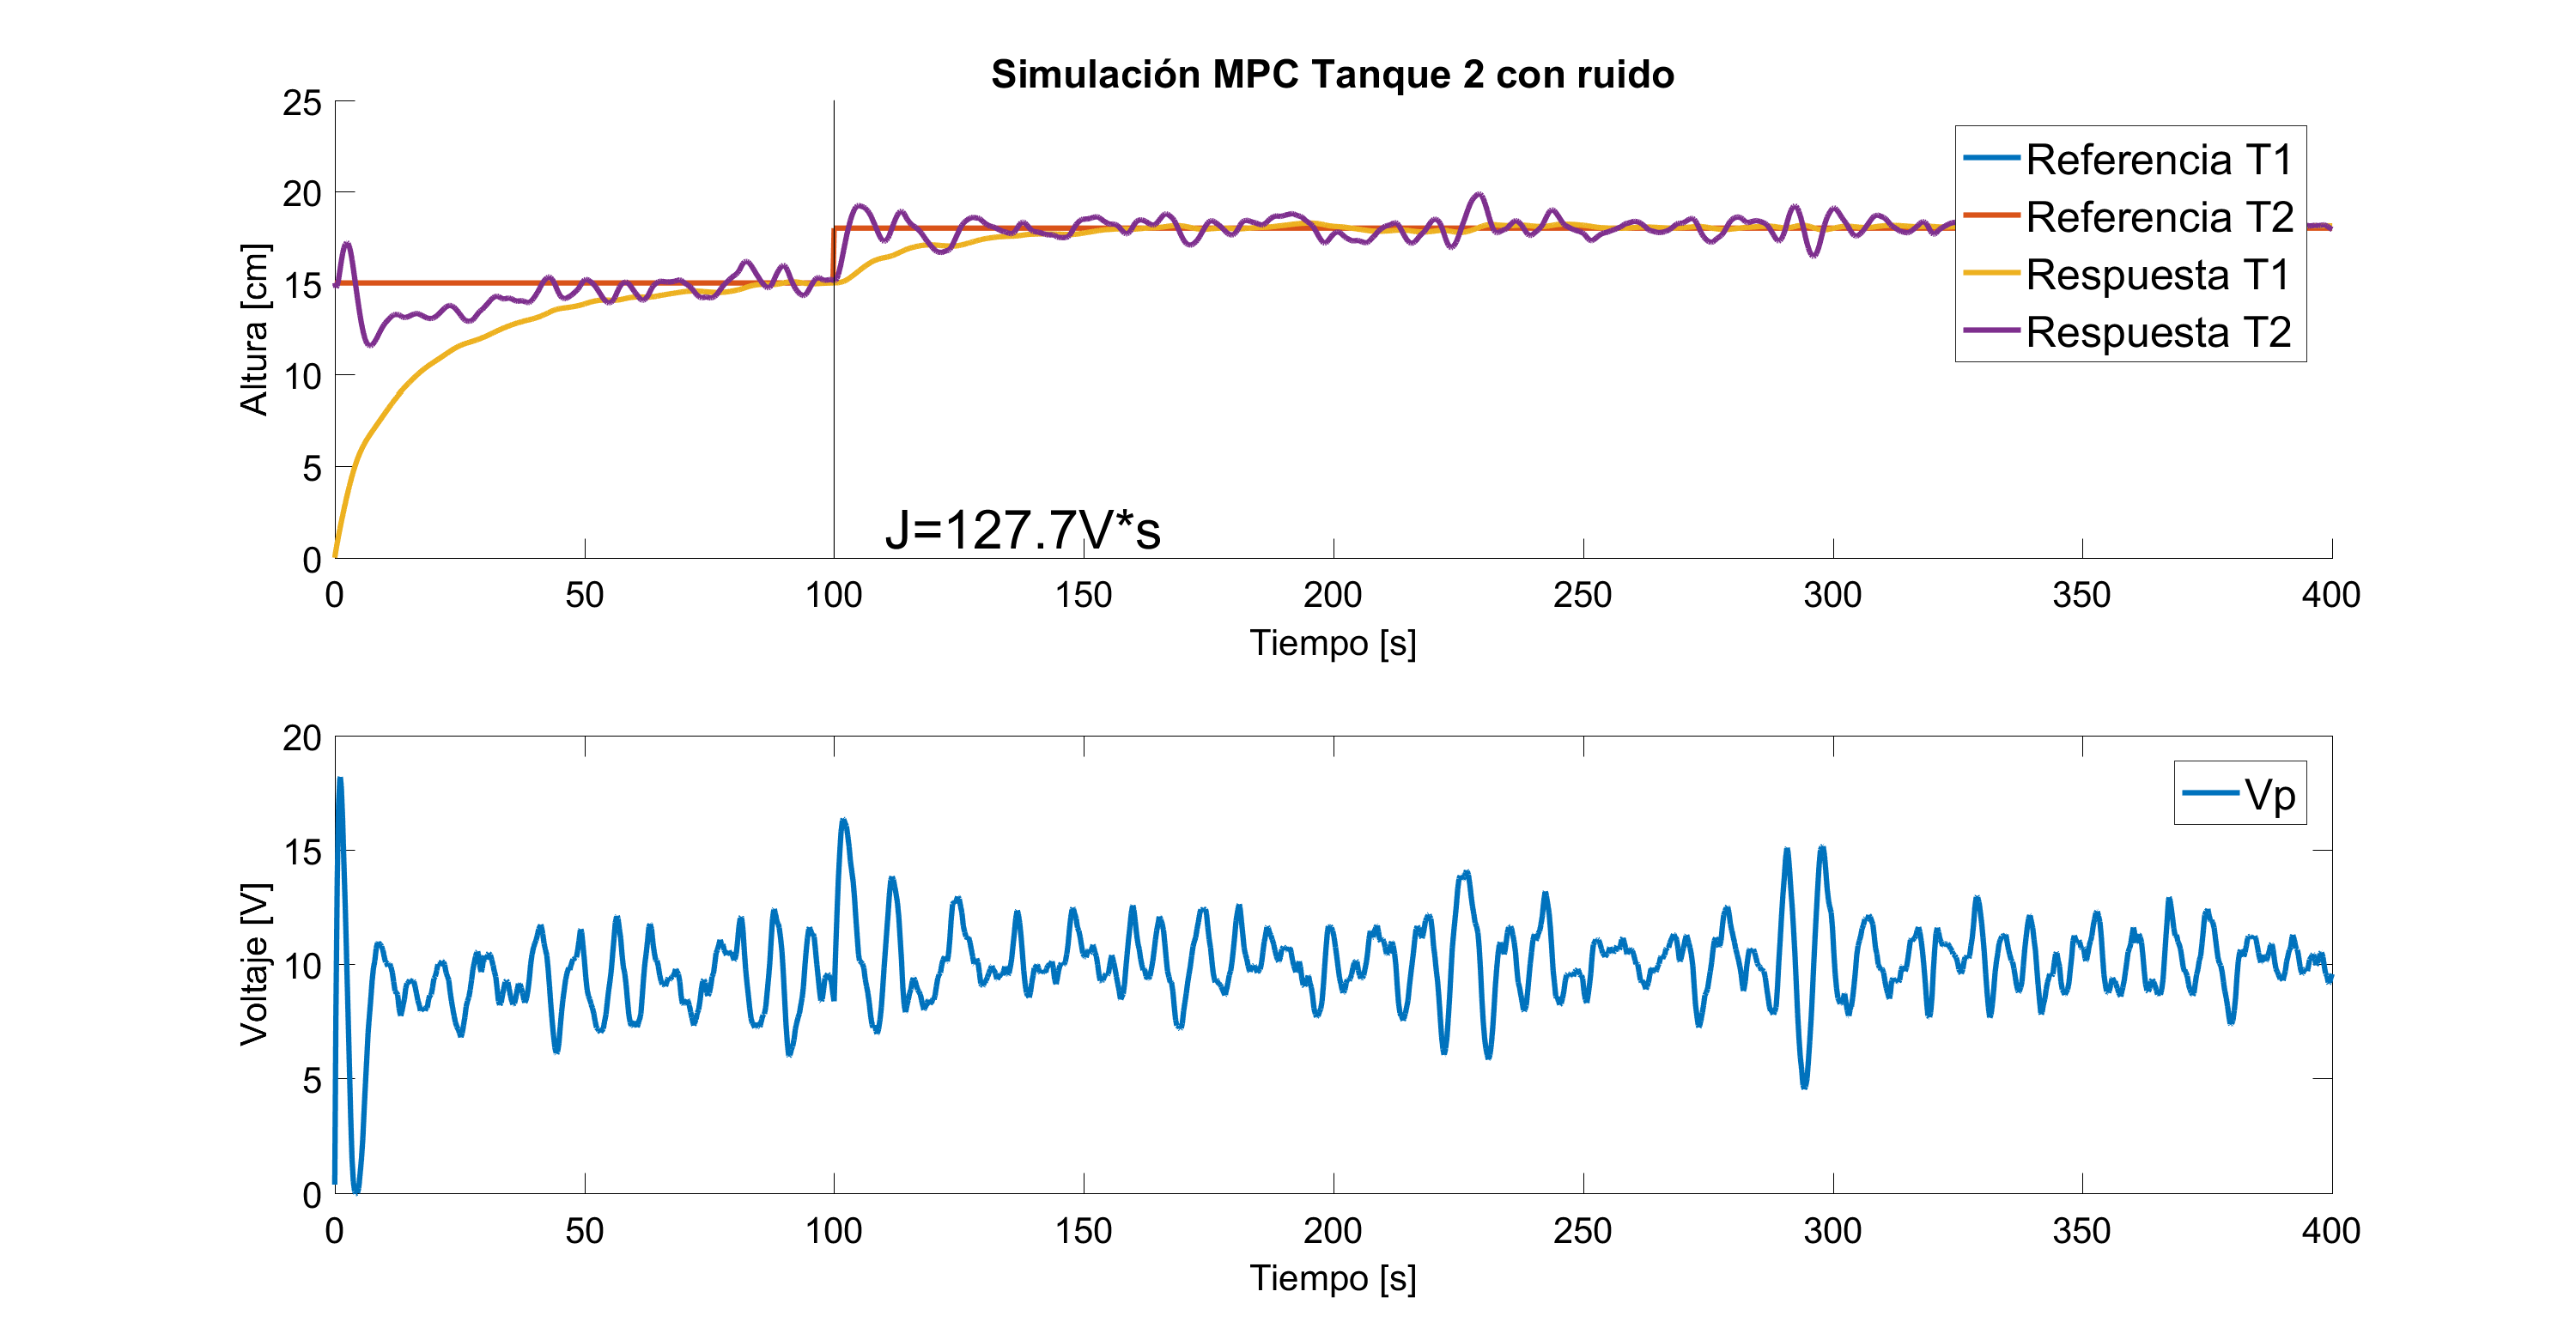 Simulación MPC Tanque 2 con ruido
25
20
15
10
5
0
Altura [cm]
Referencia T1
Referencia T2
Respuesta T1
Respuesta T2
J=127.7V*s
0 50 100 150 200 250 300 350 400
Tiempo [s]
20
15
10
5
0
Voltaje [V]
Vp
0 50 100 150 200 250 300 350 400
Tiempo [s]